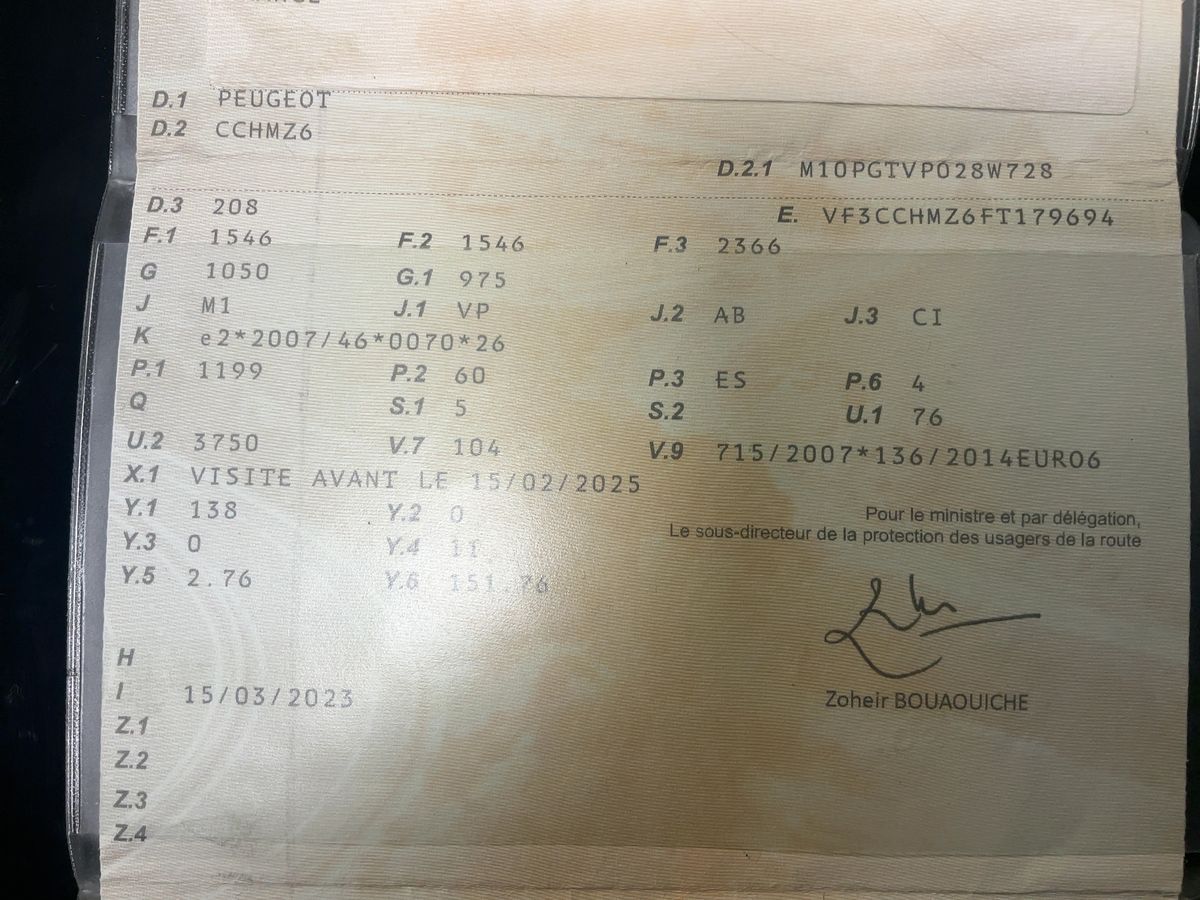 D.1 PEUGEOT
D.2 CCHMZ6
D.2.1 M10PGTVP028W728
D.3 208 E. VF3CCHMZ6FT179694
F.1 1546 F.2 1546 F.3 2366
G 1050 G.1 975
J M1 J.1 VP J.2 AB J.3 CI
K e2*2007/46*0070*26
P.1 1199 P.2 60 P.3 ES P.6 4
Q S.1 5 S.2 U.1 76
U.2 3750 V.7 104 V.9 715/2007*136/2014EURO6
X.1 VISITE AVANT LE 15/02/2025
Y.1 138 Y.2 0
Pour le ministre et par délégation,
Le sous-directeur de la protection des usagers de la route
Y.3 0 Y.4 11
Y.5 2.76 Y.6 151.76
H
I 15/03/2023
Zoheir BOUAOUICHE
Z.1
Z.2
Z.3
Z.4